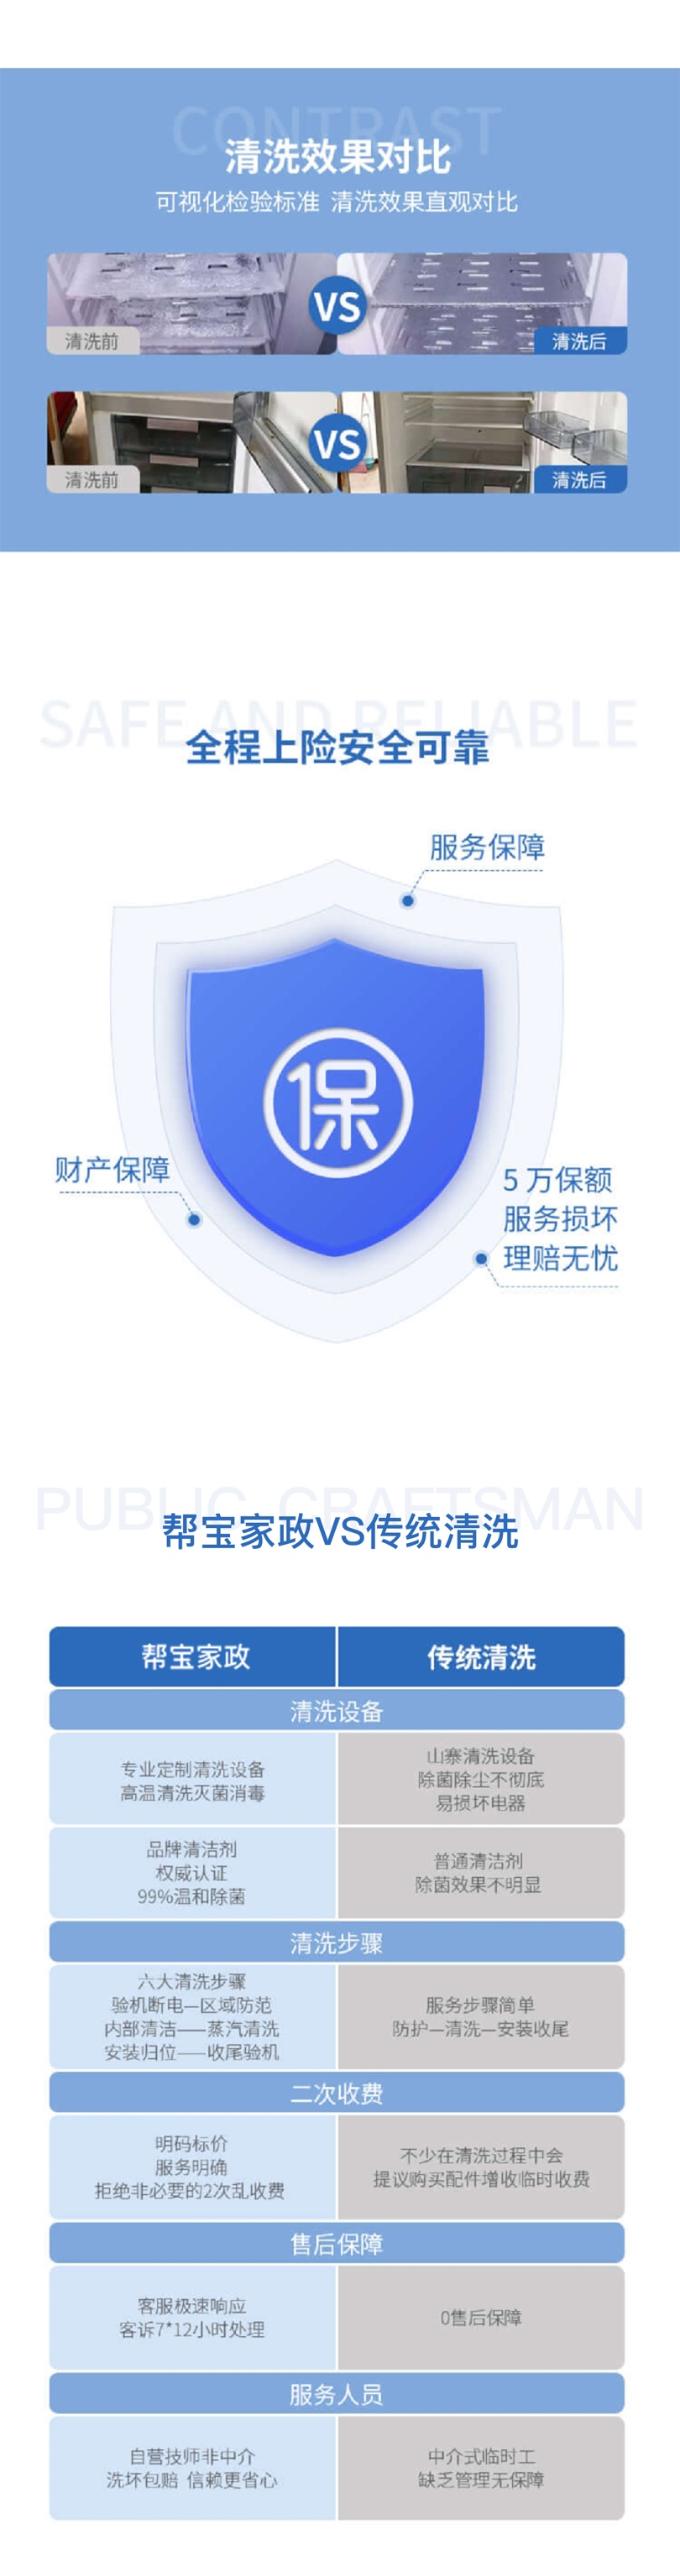 CONTRAST
清洗效果对比
可视化检验标准 清洗效果直观对比
VS
清洗前
清洗后
VS
清洗前
清洗后
SAFE AND RELIABLE
全程上险安全可靠
服务保障
保
财产保障
5 万保额
服务损坏
理赔无忧
PUBLIC CRAFTSMAN
帮宝家政VS传统清洗
帮宝家政
传统清洗
清洗设备
专业定制清洗设备
高温清洗灭菌消毒
山寨清洗设备
除菌除尘不彻底
易损坏电器
品牌清洁剂
权威认证
99%温和除菌
普通清洁剂
除菌效果不明显
清洗步骤
六大清洗步骤
验机断电—区域防范
内部清洁——蒸汽清洗
安装归位——收尾验机
服务步骤简单
防护—清洗—安装收尾
二次收费
明码标价
服务明确
拒绝非必要的2次乱收费
不少在清洗过程中会
提议购买配件增收临时收费
售后保障
客服极速响应
客诉7*12小时处理
0售后保障
服务人员
自营技师非中介
洗坏包赔 信赖更省心
中介式临时工
缺乏管理无保障